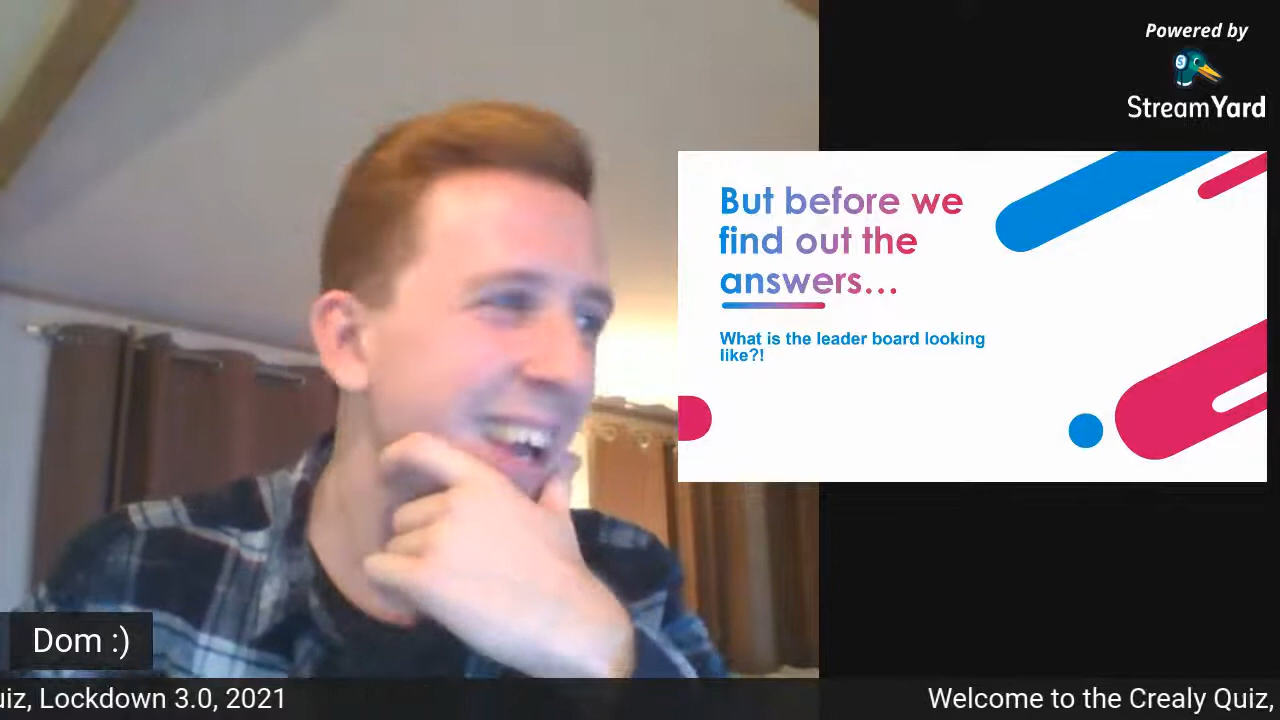 Powered by
StreamYard
But before we
find out the
answers...
What is the leader board looking
like?!
Dom :)
uiz, Lockdown 3.0, 2021
Welcome to the Crealy Quiz,